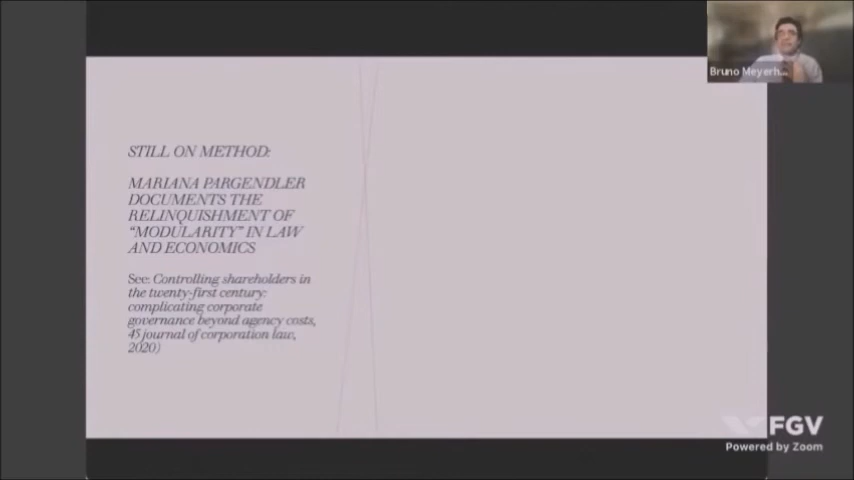 Bruno Meyerh...
STILL ON METHOD:
MARIANA PARGENDLER
DOCUMENTS THE
RELINQUISHMENT OF
“MODULARITY” IN LAW
AND ECONOMICS
See: Controlling shareholders in
the twenty-first century:
complicating corporate
governance beyond agency costs,
45 journal of corporation law,
2020)
FGV
Powered by Zoom